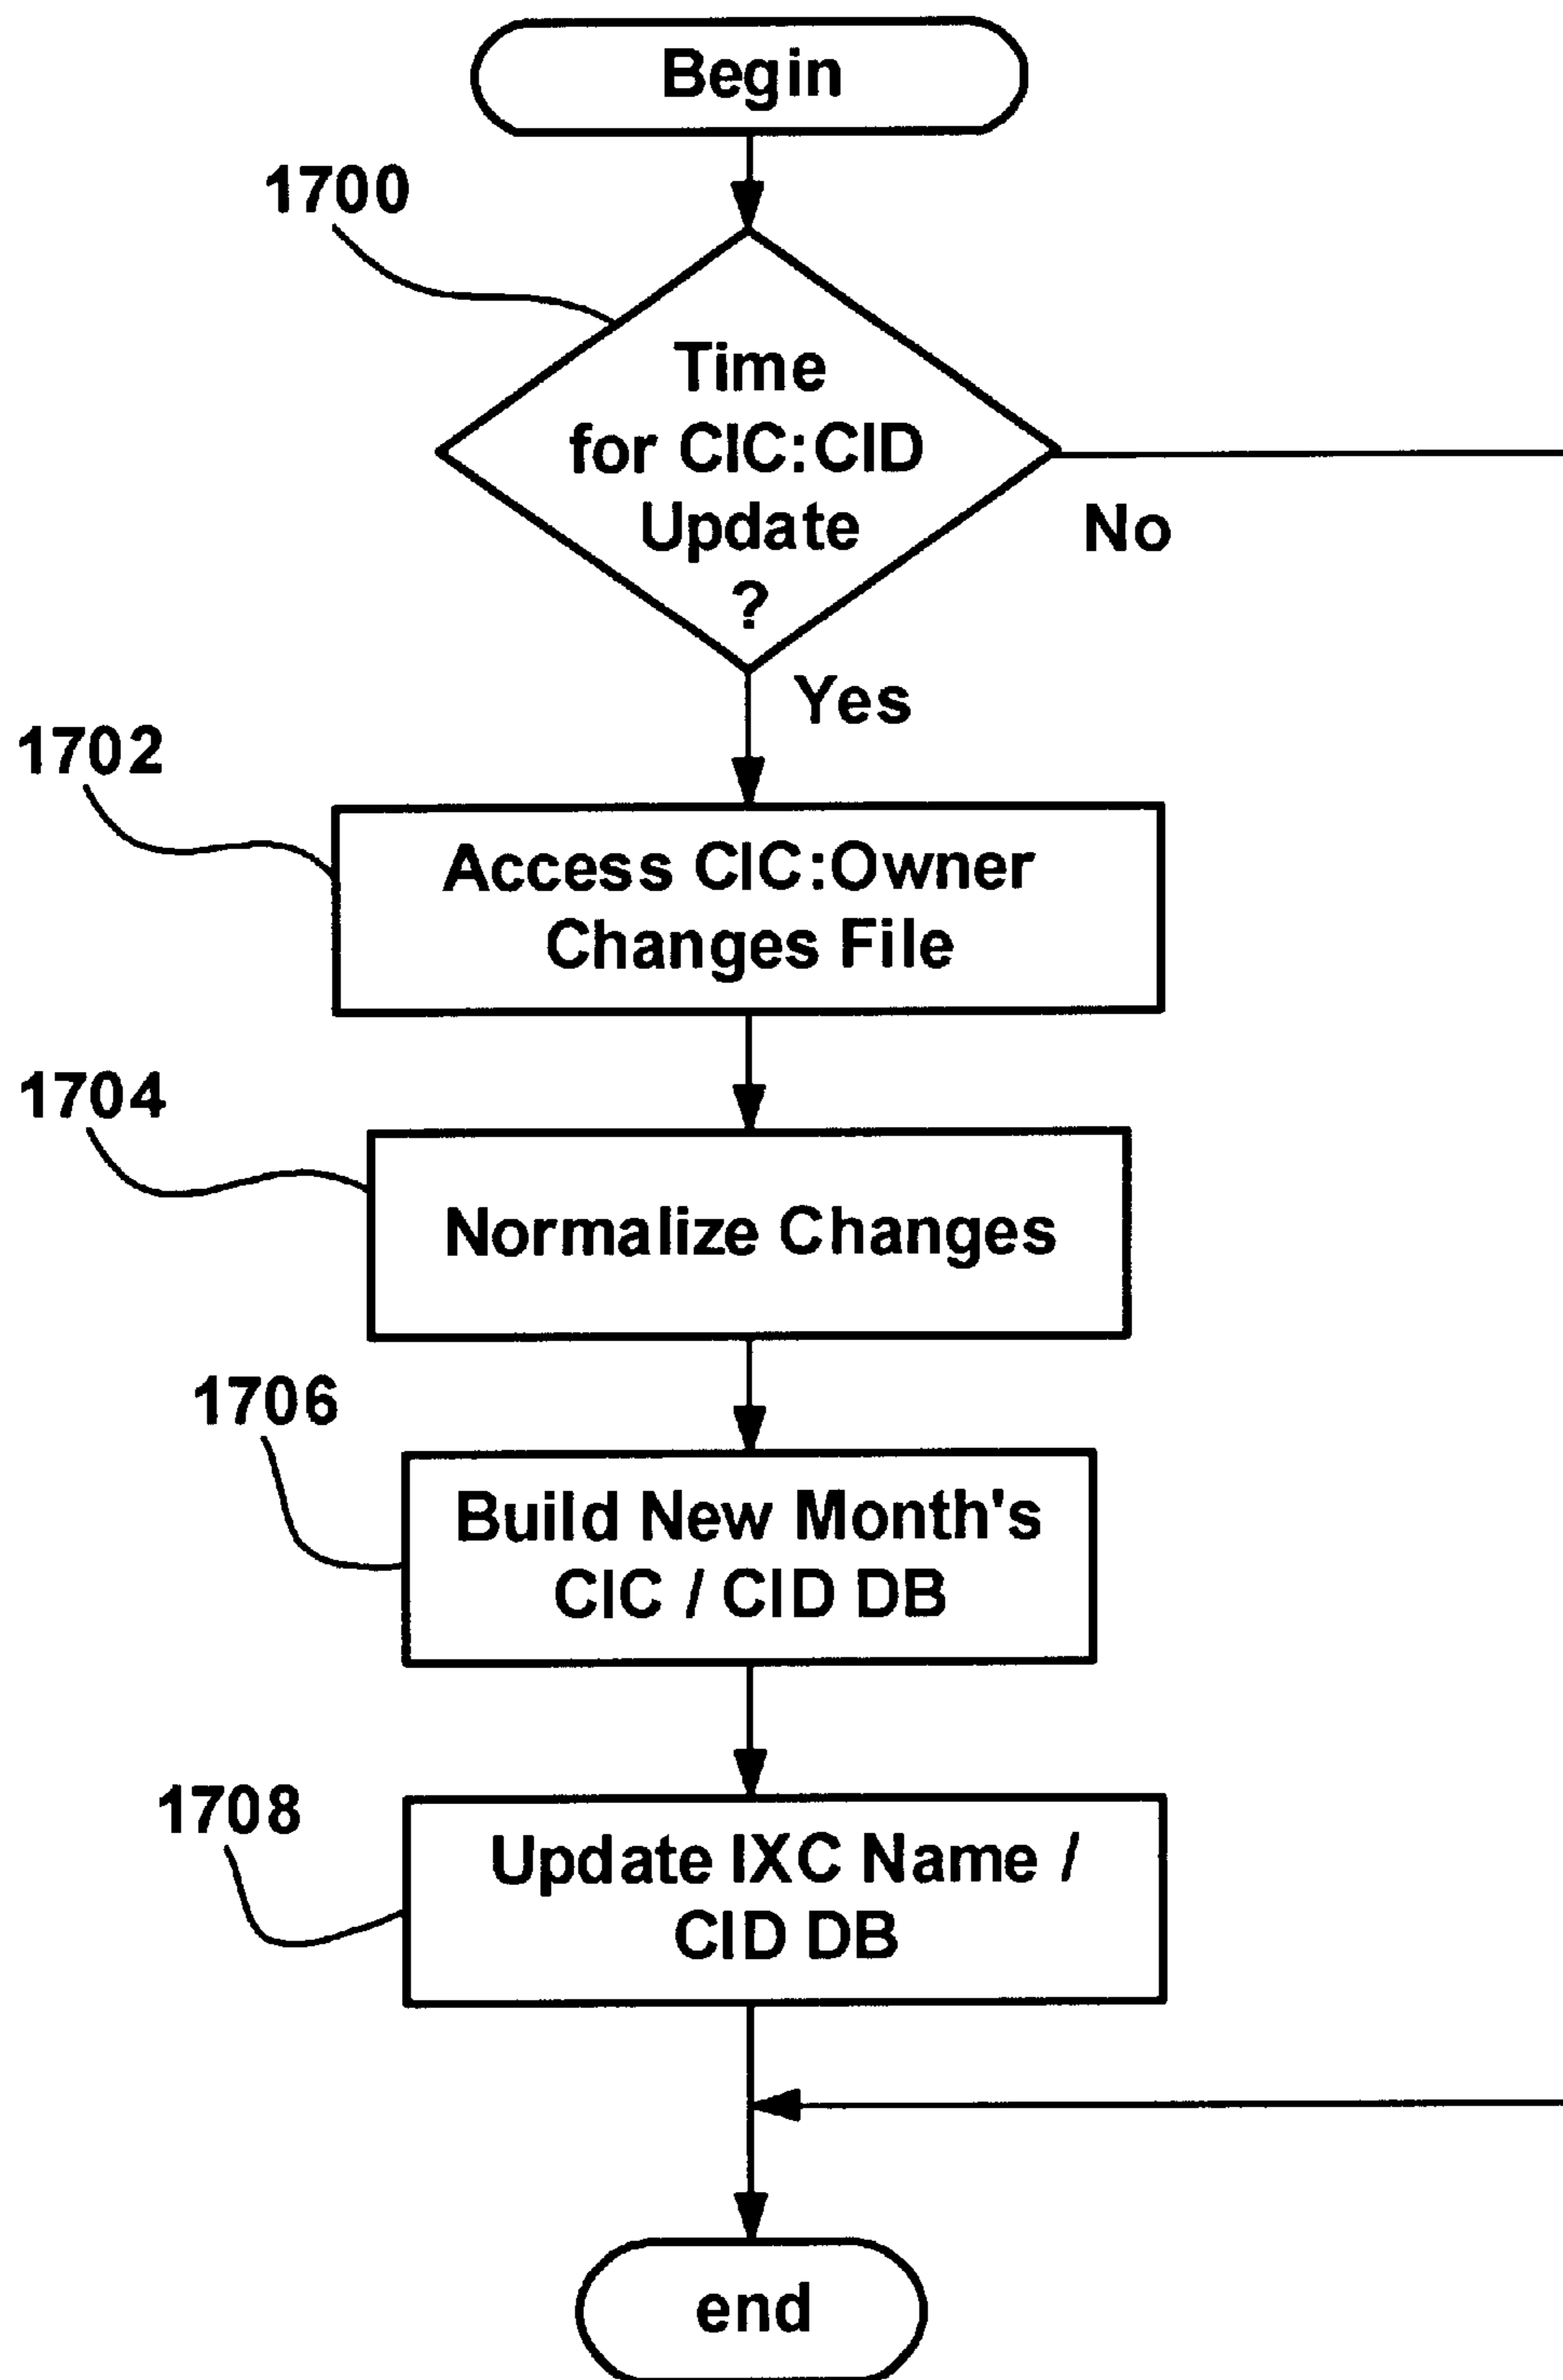 Begin
1700
Time
for CIC:CID
Update
?
No
Yes
1702
Access CIC:Owner
Changes File
1704
Normalize Changes
1706
Build New Month's
CIC / CID DB
1708
Update IXC Name /
CID DB
end